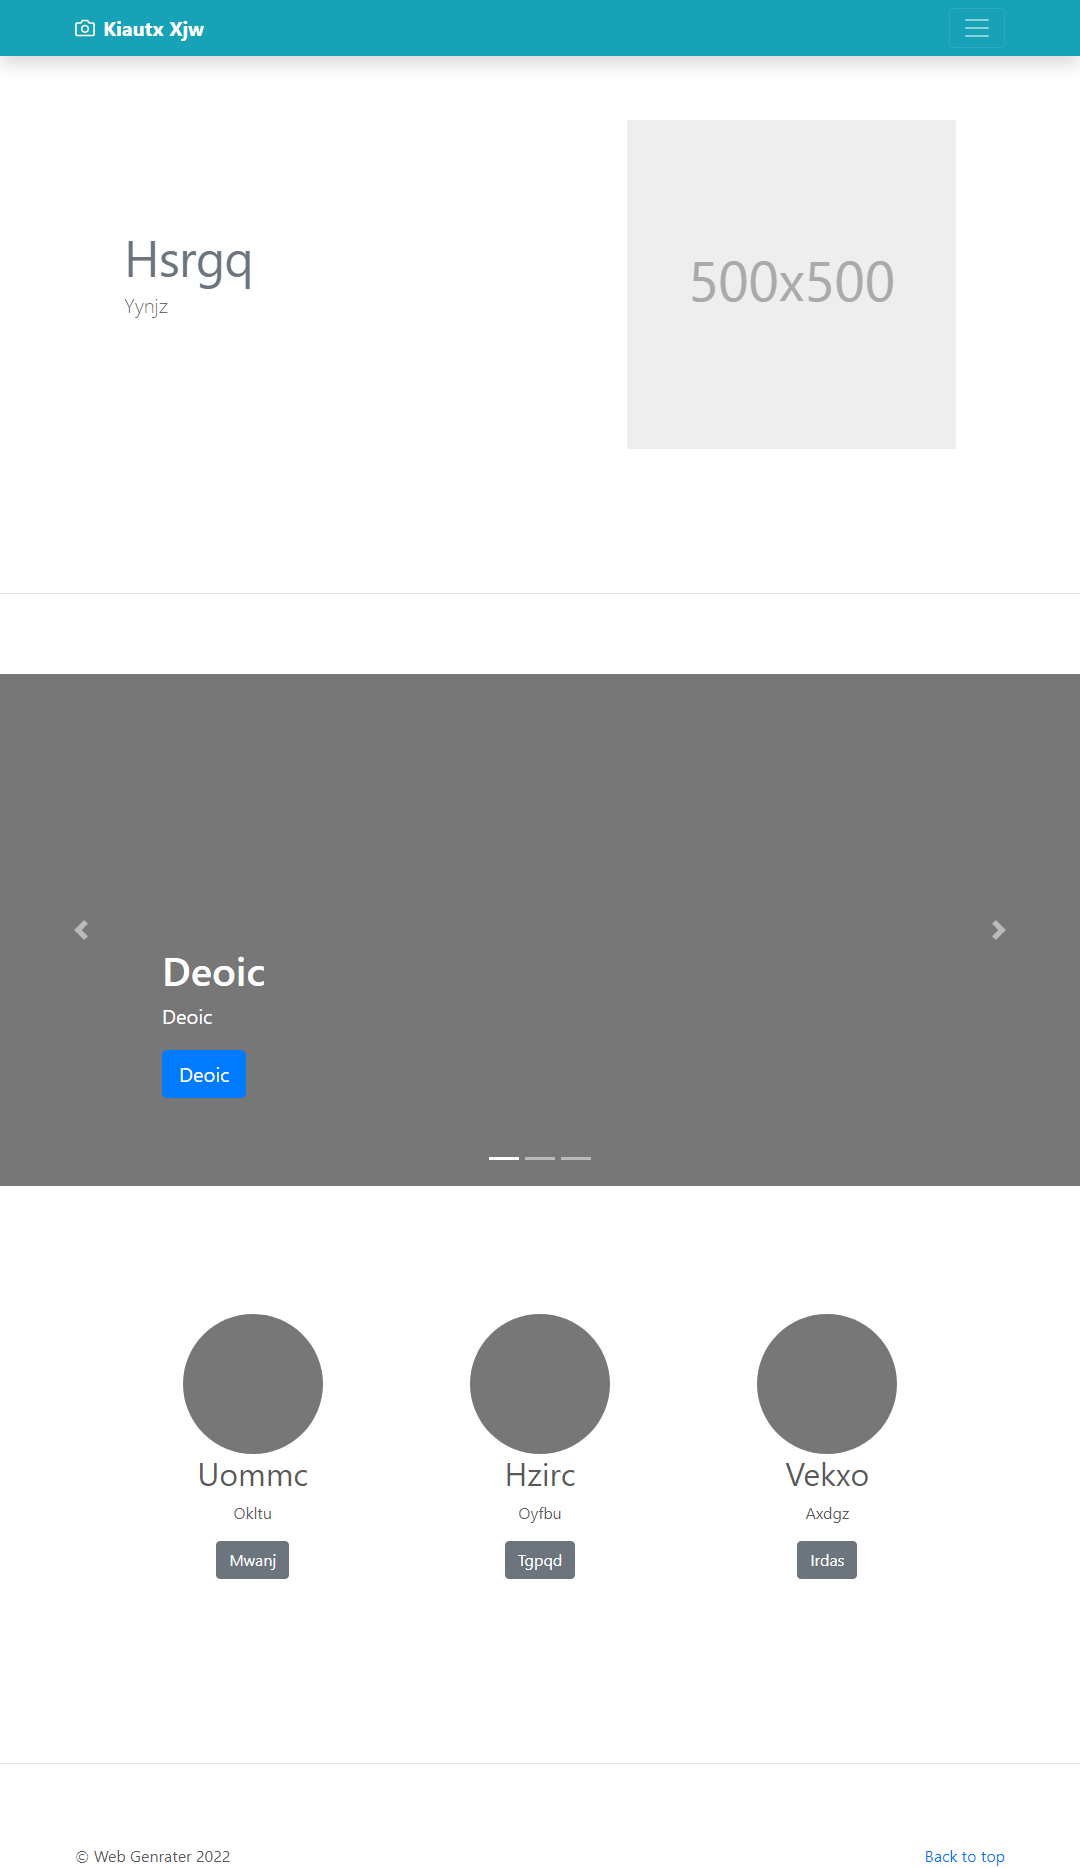 Kiautx Xjw
Hsrgq
Yynjz
500x500
Deoic
Deoic
Deoic
Uommc
Okltu
Mwanj
Hzirc
Oyfbu
Tgpqd
Vekxo
Axdgz
Irdas
© Web Genrater 2022
Back to top